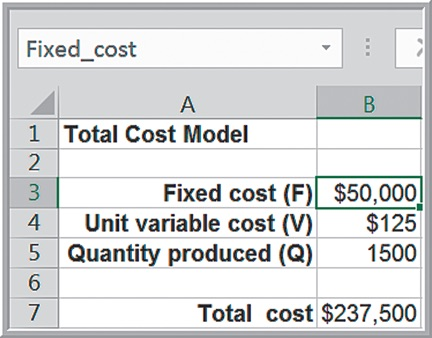 Fixed_cost
A B
1 Total Cost Model
2
3 Fixed cost (F) $50,000
4 Unit variable cost (V) $125
5 Quantity produced (Q) 1500
6
7 Total cost $237,500